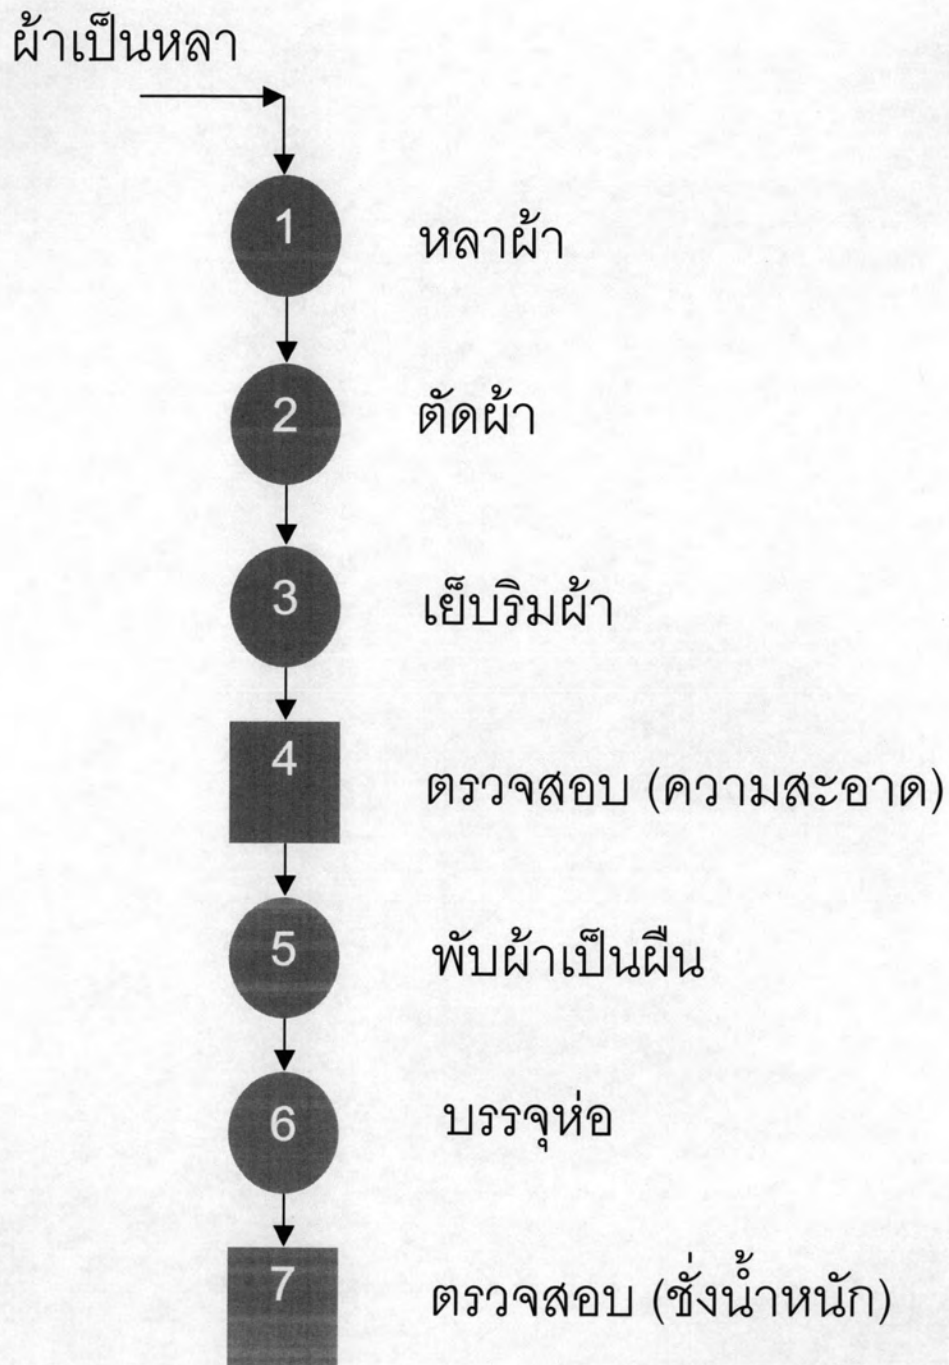 ผ้าเป็นหลา
1 หลาผ้า
2 ตัดผ้า
3 เย็บริมผ้า
4 ตรวจสอบ (ความสะอาด)
5 พับผ้าเป็นผืน
6 บรรจุห่อ
7 ตรวจสอบ (ชั่งน้ำหนัก)